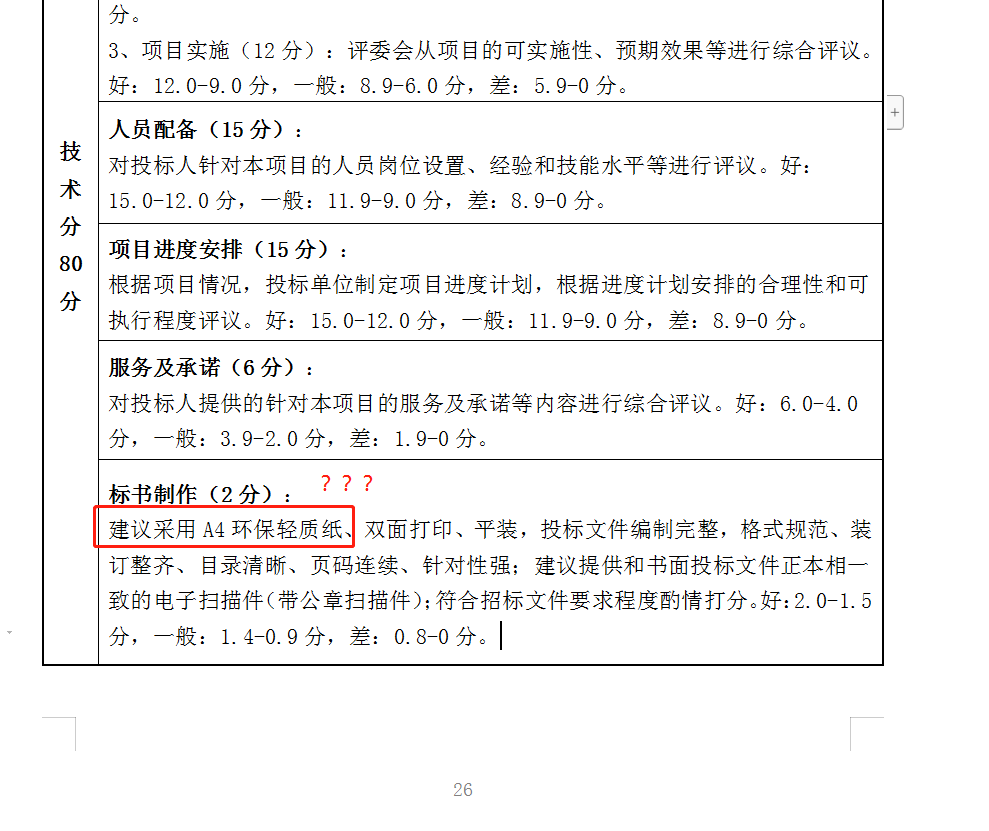 分。
3、项目实施（12 分）：评委会从项目的可实施性、预期效果等进行综合评议。
好：12.0-9.0 分，一般：8.9-6.0 分，差：5.9-0 分。
技
术
分
80
分
人员配备（15 分）：
对投标人针对本项目的人员岗位设置、经验和技能水平等进行评议。好：
15.0-12.0 分，一般：11.9-9.0 分，差：8.9-0 分。
项目进度安排（15 分）：
根据项目情况，投标单位制定项目进度计划，根据进度计划安排的合理性和可
执行程度评议。好：15.0-12.0 分，一般：11.9-9.0 分，差：8.9-0 分。
服务及承诺（6 分）：
对投标人提供的针对本项目的服务及承诺等内容进行综合评议。好：6.0-4.0
分，一般：3.9-2.0 分，差：1.9-0 分。
标书制作（2 分）： ？？？
建议采用 A4 环保轻质纸、双面打印、平装，投标文件编制完整，格式规范、装
订整齐、目录清晰、页码连续、针对性强；建议提供和书面投标文件正本相一
致的电子扫描件（带公章扫描件）；符合招标文件要求程度酌情打分。好：2.0-1.5
分，一般：1.4-0.9 分，差：0.8-0 分。
26